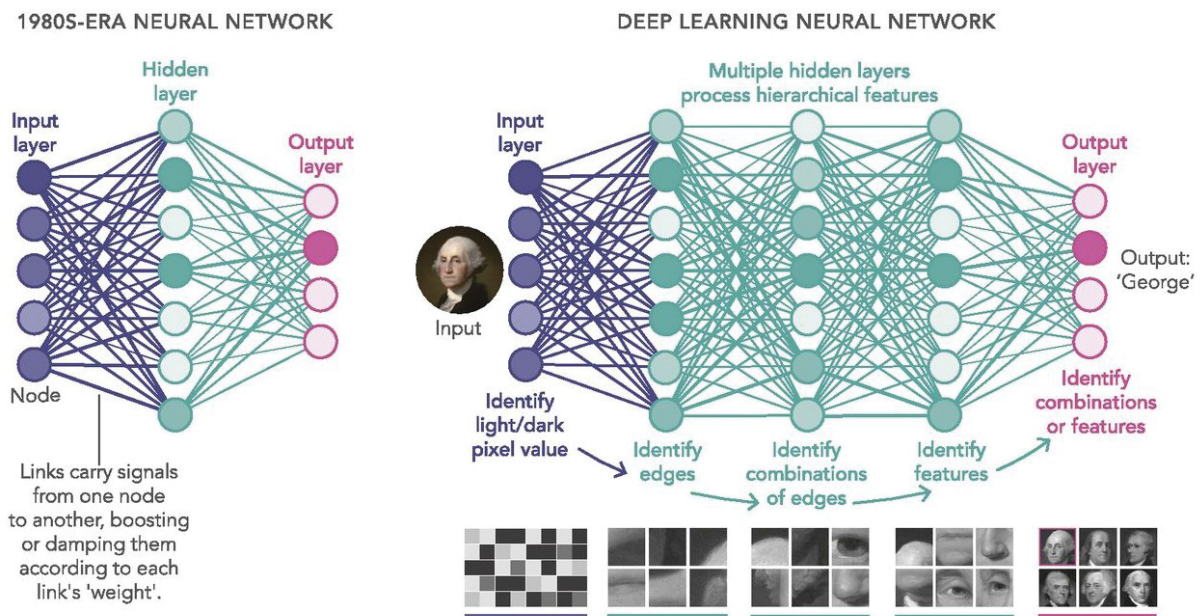 1980S-ERA NEURAL NETWORK
Hidden
layer
Input
layer
Output
layer
Node
Links carry signals
from one node
to another, boosting
or damping them
according to each
link's 'weight'.
DEEP LEARNING NEURAL NETWORK
Multiple hidden layers
process hierarchical features
Input
layer
Output
layer
Input
Output:
'George'
Identify
light/dark
pixel value
Identify
edges
Identify
combinations
of edges
Identify
features
Identify
combinations
or features